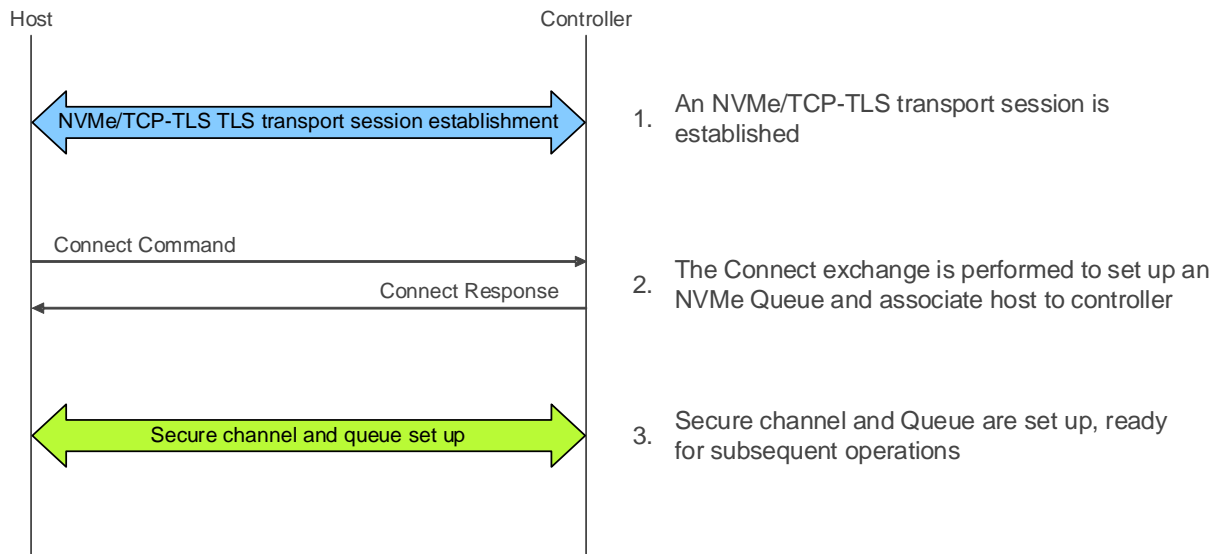 Host
Controller
NVMe/TCP-TLS TLS transport session establishment
1.
An NVMe/TCP-TLS transport session is
established
Connect Command
Connect Response
2.
The Connect exchange is performed to set up an
NVMe Queue and associate host to controller
Secure channel and queue set up
3.
Secure channel and Queue are set up, ready
for subsequent operations